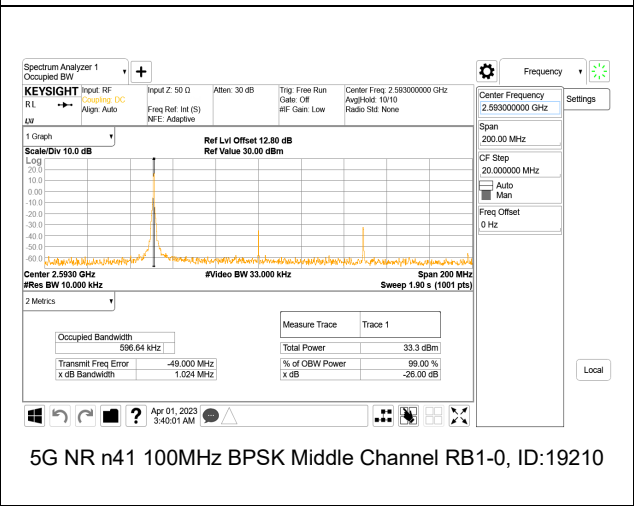 Spectrum Analyzer 1
Occupied BW
+
Frequency
KEYSIGHT Input: RF Input Z: 50 Ω Atten: 30 dB Trig: Free Run Center Freq: 2.593000000 GHz
RL Coupling: DC Gate: Off Avg|Hold: 10/10
Align: Auto Freq Ref: Int (S) #IF Gain: Low Radio Std: None
NFE: Adaptive
LXI
Center Frequency
2.593000000 GHz
Settings
Span
200.00 MHz
CF Step
20.000000 MHz
Auto
Man
Freq Offset
0 Hz
Local
1 Graph
Scale/Div 10.0 dB
Ref Lvl Offset 12.80 dB
Ref Value 30.00 dBm
Log
20.0
10.0
0.00
-10.0
-20.0
-30.0
-40.0
-50.0
-60.0
Center 2.5930 GHz #Video BW 33.000 kHz Span 200 MHz
#Res BW 10.000 kHz Sweep 1.90 s (1001 pts)
2 Metrics
Measure Trace Trace 1
Occupied Bandwidth
596.64 kHz Total Power 33.3 dBm
Transmit Freq Error -49.000 MHz % of OBW Power 99.00 %
x dB Bandwidth 1.024 MHz x dB -26.00 dB
?
Apr 01, 2023
3:40:01 AM
5G NR n41 100MHz BPSK Middle Channel RB1-0, ID:19210